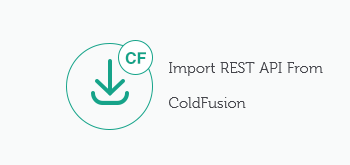 CF
Import REST API From
ColdFusion